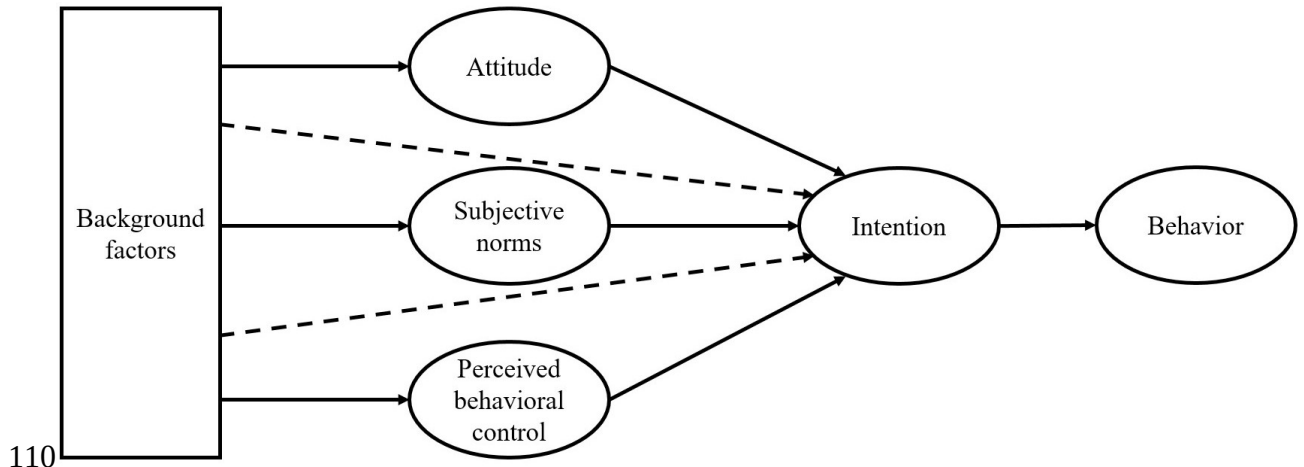 Attitude
Background
factors
Subjective
norms
Intention
Behavior
Perceived
behavioral
control
110